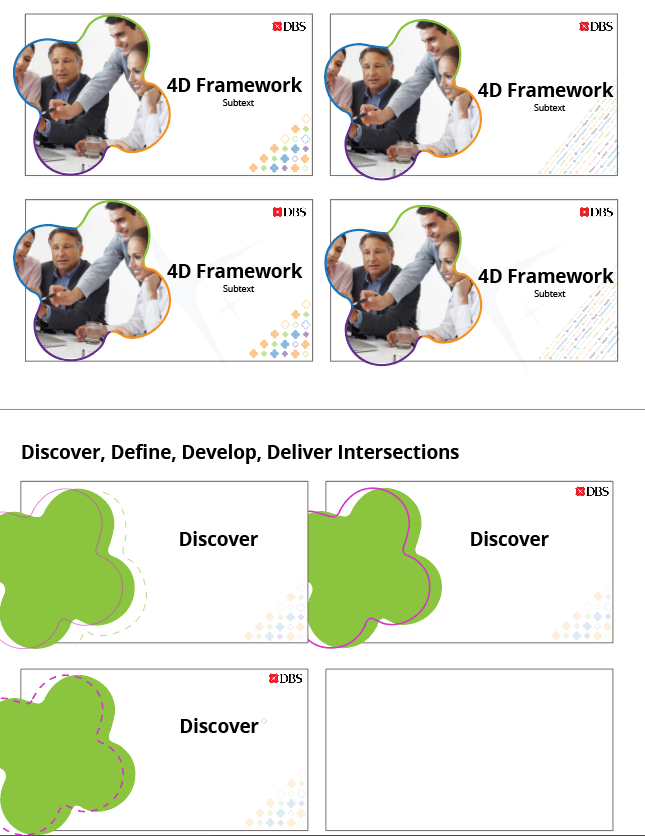 DBS
4D Framework
Subtext
DBS
4D Framework
Subtext
DBS
4D Framework
Subtext
DBS
4D Framework
Subtext
Discover, Define, Develop, Deliver Intersections
Discover
DBS
Discover
DBS
Discover